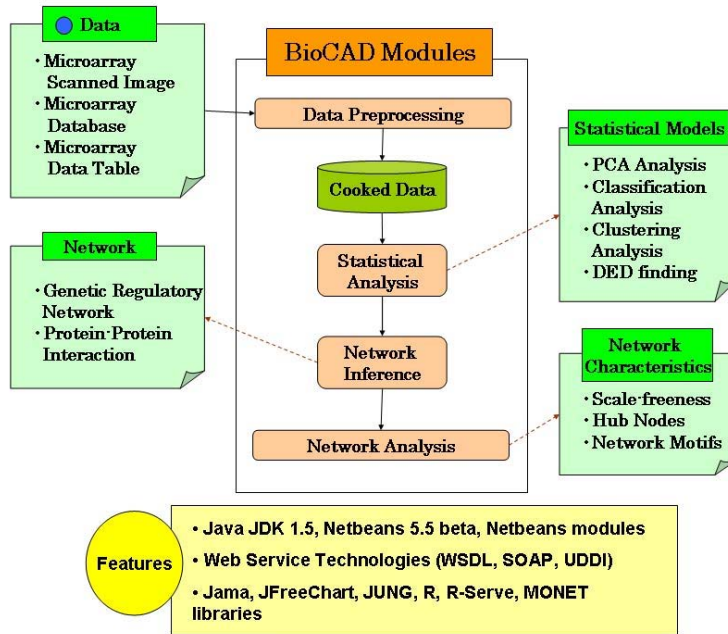 Data
・Microarray
Scanned Image
・Microarray
Database
・Microarray
Data Table
BioCAD Modules
Data Preprocessing
Cooked Data
Statistical
Analysis
Network
Inference
Network Analysis
Statistical Models
・PCA Analysis
・Classification
Analysis
・Clustering
Analysis
・DED finding
Network
・Genetic Regulatory
Network
・Protein-Protein
Interaction
Network
Characteristics
・Scale-freeness
・Hub Nodes
・Network Motifs
Features
• Java JDK 1.5, Netbeans 5.5 beta, Netbeans modules
• Web Service Technologies (WSDL, SOAP, UDDI)
• Jama, JFreeChart, JUNG, R, R-Serve, MONET
libraries